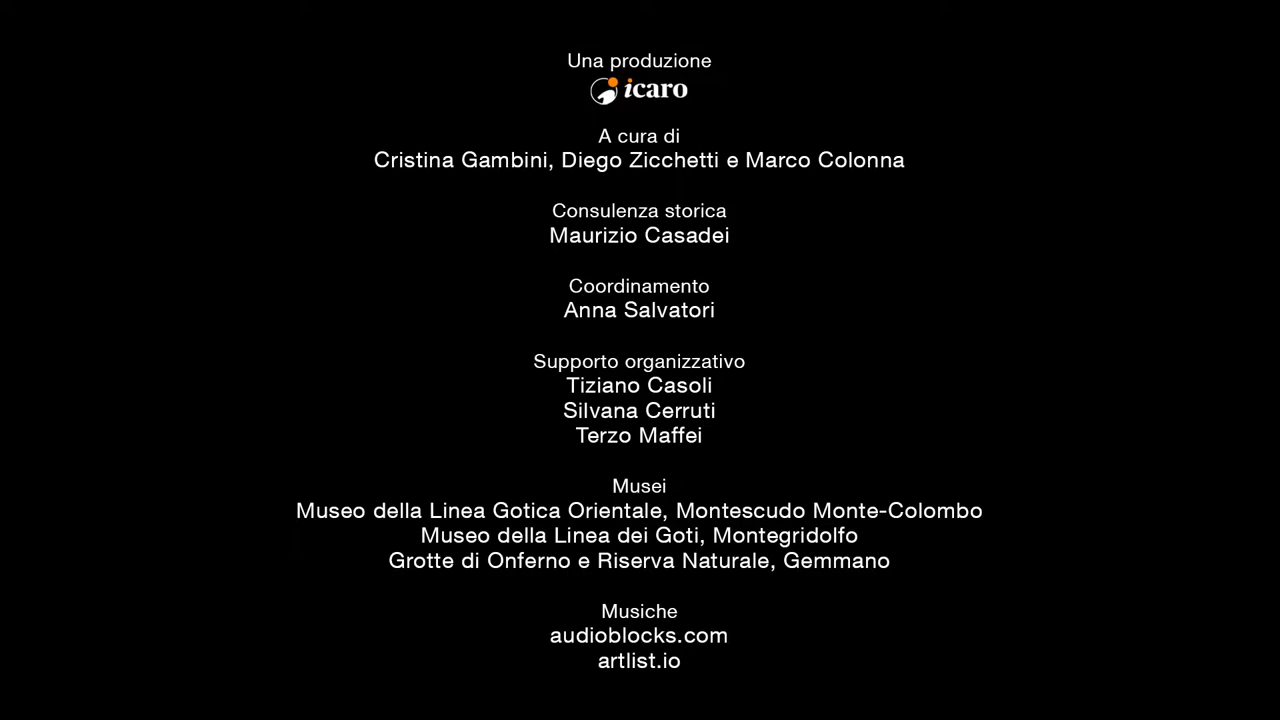 Una produzione
icaro
A cura di
Cristina Gambini, Diego Zicchetti e Marco Colonna
Consulenza storica
Maurizio Casadei
Coordinamento
Anna Salvatori
Supporto organizzativo
Tiziano Casoli
Silvana Cerruti
Terzo Maffei
Musei
Museo della Linea Gotica Orientale, Montescudo Monte-Colombo
Museo della Linea dei Goti, Montegridolfo
Grotte di Onferno e Riserva Naturale, Gemmano
Musiche
audioblocks.com
artlist.io